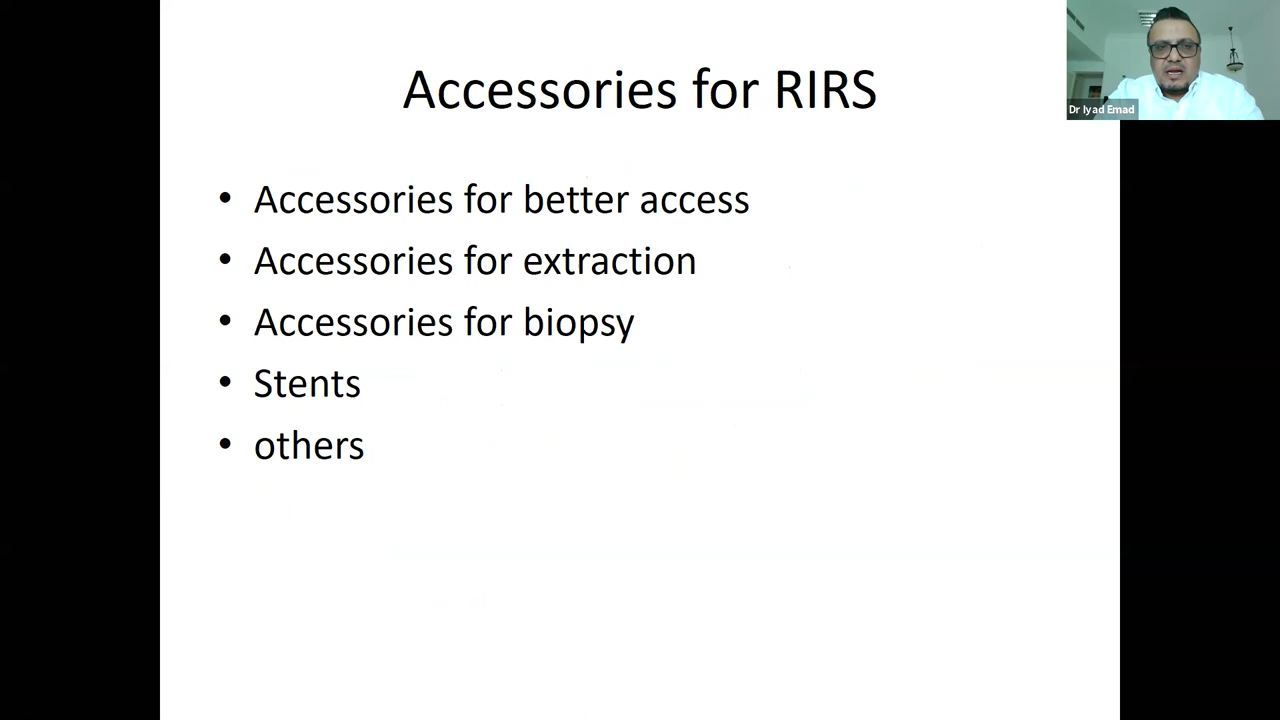 Accessories for RIRS
Dr Iyad Emad
• Accessories for better access
• Accessories for extraction
• Accessories for biopsy
• Stents
• others